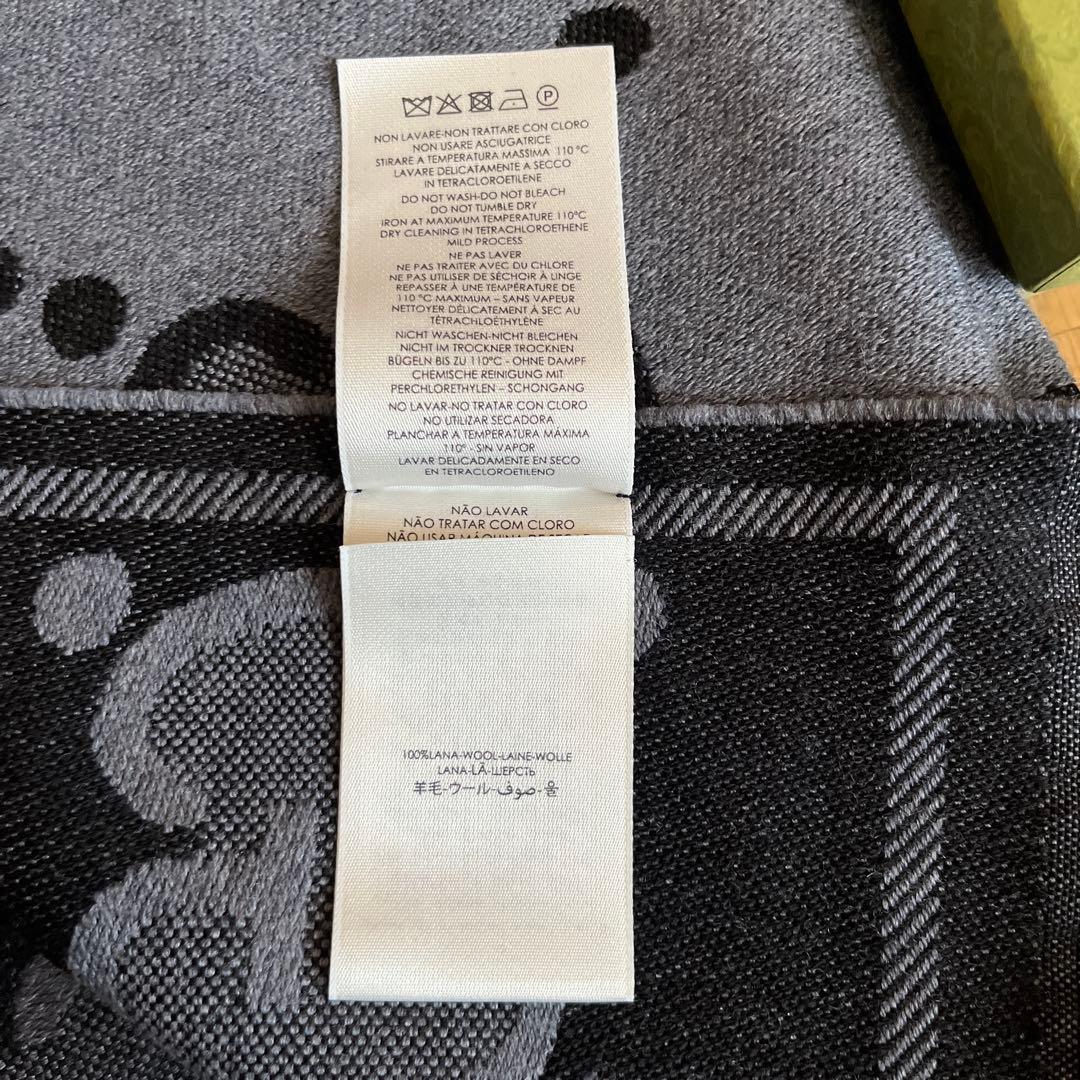 P
NON LAVARE-NON TRATTARE CON CLORO
NON USARE ASCIUGATRICE
STIRARE A TEMPERATURA MASSIMA 110 °C
LAVARE DELICATAMENTE A SECCO
IN TETRACLOROETILENE
DO NOT WASH-DO NOT BLEACH
DO NOT TUMBLE DRY
IRON AT MAXIMUM TEMPERATURE 110°C
DRY CLEANING IN TETRACHLOROETHENE
MILD PROCESS
NE PAS LAVER
NE PAS TRAITER AVEC DU CHLORE
NE PAS UTILISER DE SÉCHOIR À LINGE
REPASSER À UNE TEMPÉRATURE DE
110 °C MAXIMUM – SANS VAPEUR
NETTOYER DÉLICATEMENT À SEC AU
TÉTRACHLOÉTHYLÈNE
NICHT WASCHEN-NICHT BLEICHEN
NICHT IM TROCKNER TROCKNEN
BÜGELN BIS ZU 110°C - OHNE DAMPF
CHEMISCHE REINIGUNG MIT
PERCHLORETHYLEN – SCHONGANG
NO LAVAR-NO TRATAR CON CLORO
NO UTILIZAR SECADORA
PLANCHAR A TEMPERATURA MÁXIMA
110° - SIN VAPOR
LAVAR DELICADAMENTE EN SECO
EN TETRACLOROETILENO
NÃO LAVAR
NÃO TRATAR COM CLORO
NÃO USAR MÁQUINA DE SECAR
100%LANA-WOOL-LAINE-WOLLE
LANA-LÃ-ШЕРСТЬ
羊毛-ウール-صوف-울